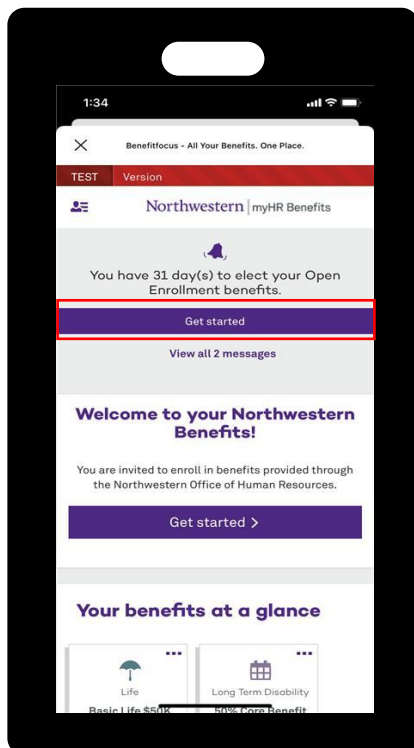 1:34
Benefitfocus - All Your Benefits. One Place.
TEST Version
Northwestern | myHR Benefits
You have 31 day(s) to elect your Open
Enrollment benefits.
Get started
View all 2 messages
Welcome to your Northwestern
Benefits!
You are invited to enroll in benefits provided through
the Northwestern Office of Human Resources.
Get started >
Your benefits at a glance
Life
Long Term Disability
Basic Life $50K
50% Core Benefit